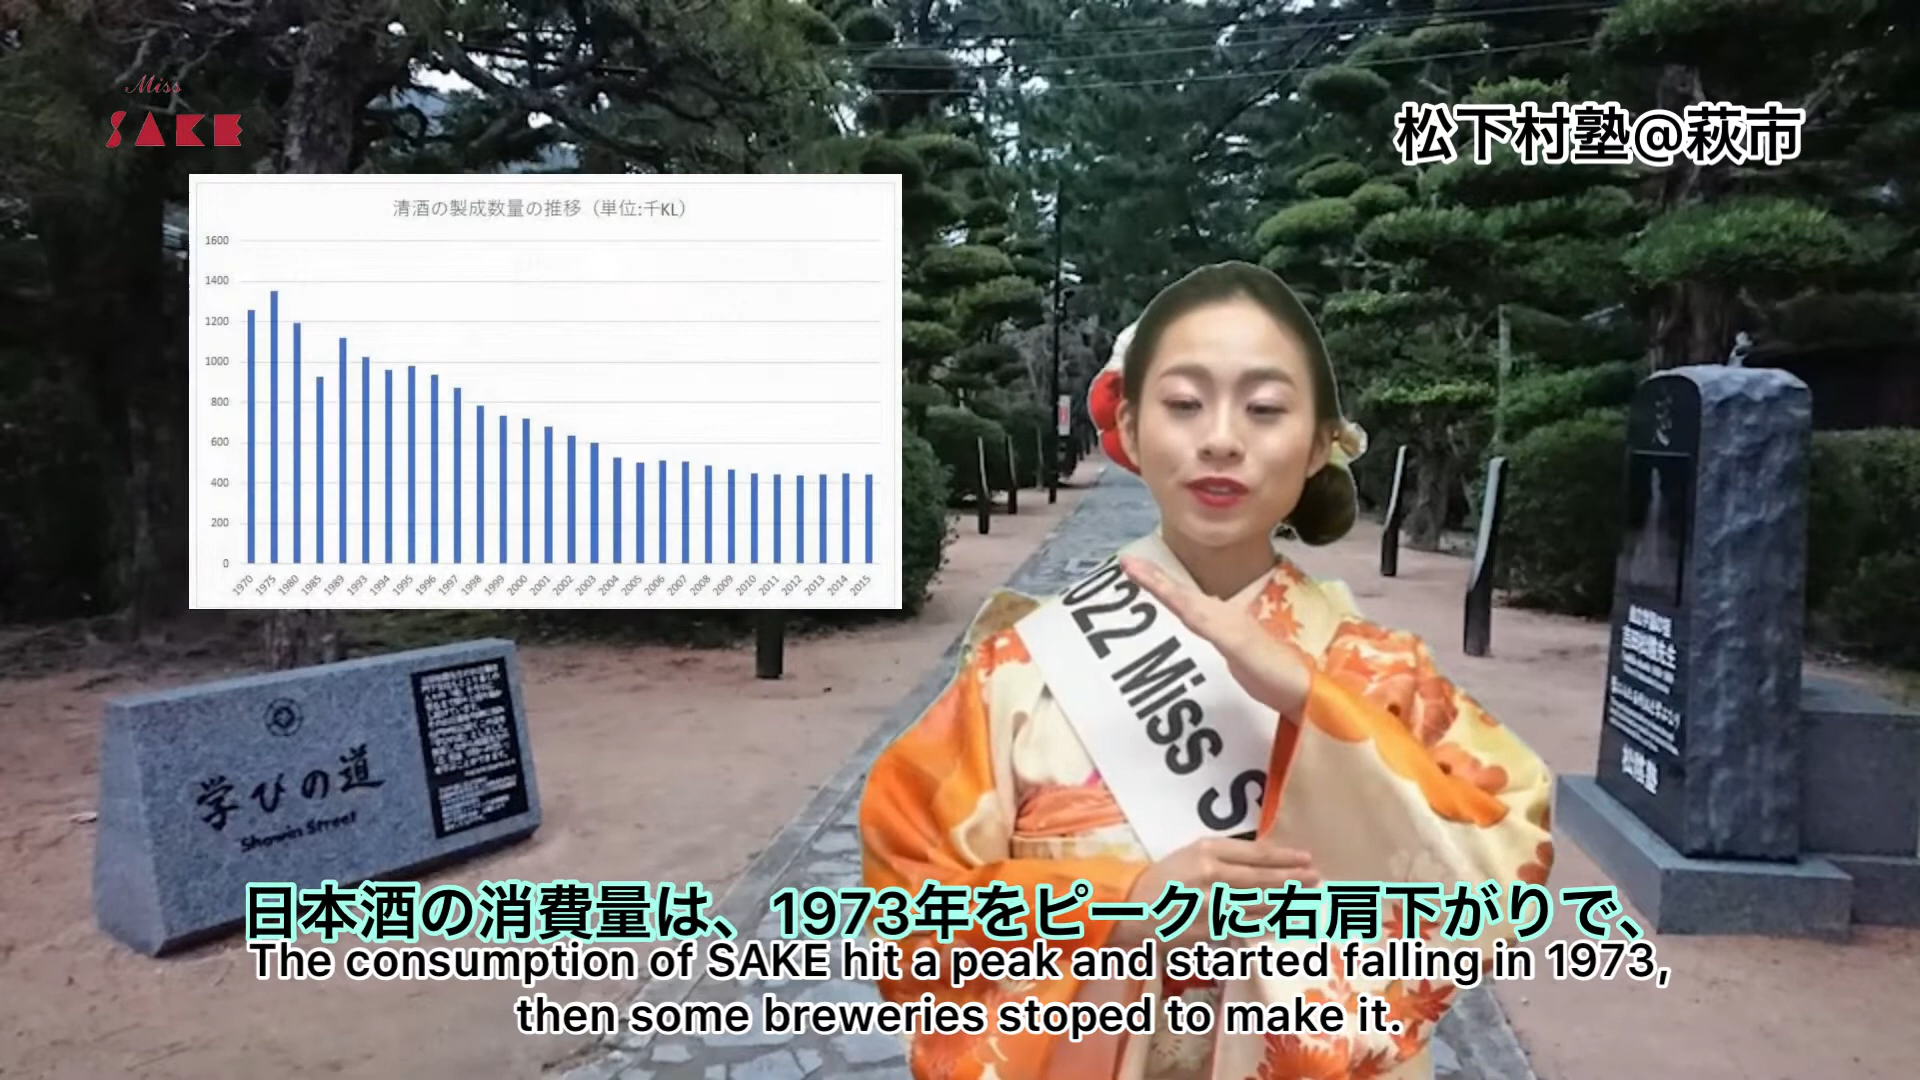 Miss
SAKE
松下村塾@萩市
清酒の製成数量の推移（単位:千KL）
1600
1400
1200
1000
800
600
400
200
0
1970 1975 1980 1985 1989 1993 1994 1995 1996 1997 1998 1999 2000 2001 2002 2003 2004 2005 2006 2007 2008 2009 2010 2011 2012 2013 2014 2015
022 Miss S
学びの道
Showin Street
松陰塾
日本酒の消費量は、1973年をピークに右肩下がりで、
The consumption of SAKE hit a peak and started falling in 1973,
then some breweries stoped to make it.